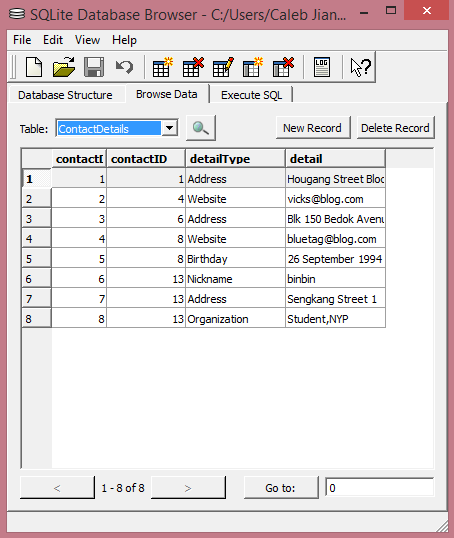 SQLite Database Browser - C:/Users/Caleb Jian...
File Edit View Help
LOG
Database Structure Browse Data Execute SQL
Table: ContactDetails New Record Delete Record
contactI contactID detailType detail
1 1 1 Address Hougang Street Bloc
2 2 4 Website vicks@blog.com
3 3 6 Address Blk 150 Bedok Avenu
4 4 8 Website bluetag@blog.com
5 5 8 Birthday 26 September 1994
6 6 13 Nickname binbin
7 7 13 Address Sengkang Street 1
8 8 13 Organization Student,NYP
< 1 - 8 of 8 > Go to: 0